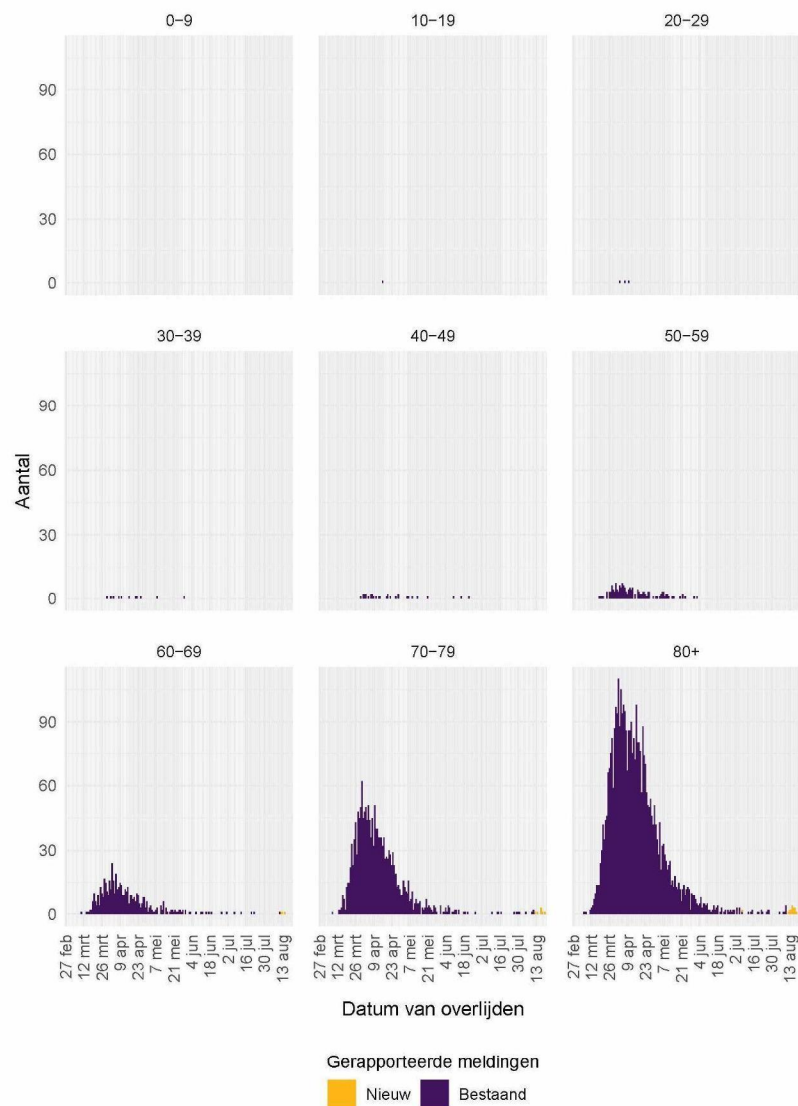 0−9 10−19 20−29
90
60
30
0
30−39 40−49 50−59
90
60
30
0
Aantal
60−69 70−79 80+
90
60
30
0
27 feb 12 mrt 26 mrt 9 apr 23 apr 7 mei 21 mei 4 jun 18 jun 2 jul 16 jul 30 jul 13 aug 27 feb 12 mrt 26 mrt 9 apr 23 apr 7 mei 21 mei 4 jun 18 jun 2 jul 16 jul 30 jul 13 aug 27 feb 12 mrt 26 mrt 9 apr 23 apr 7 mei 21 mei 4 jun 18 jun 2 jul 16 jul 30 jul 13 aug
Datum van overlijden
Gerapporteerde meldingen
Nieuw Bestaand